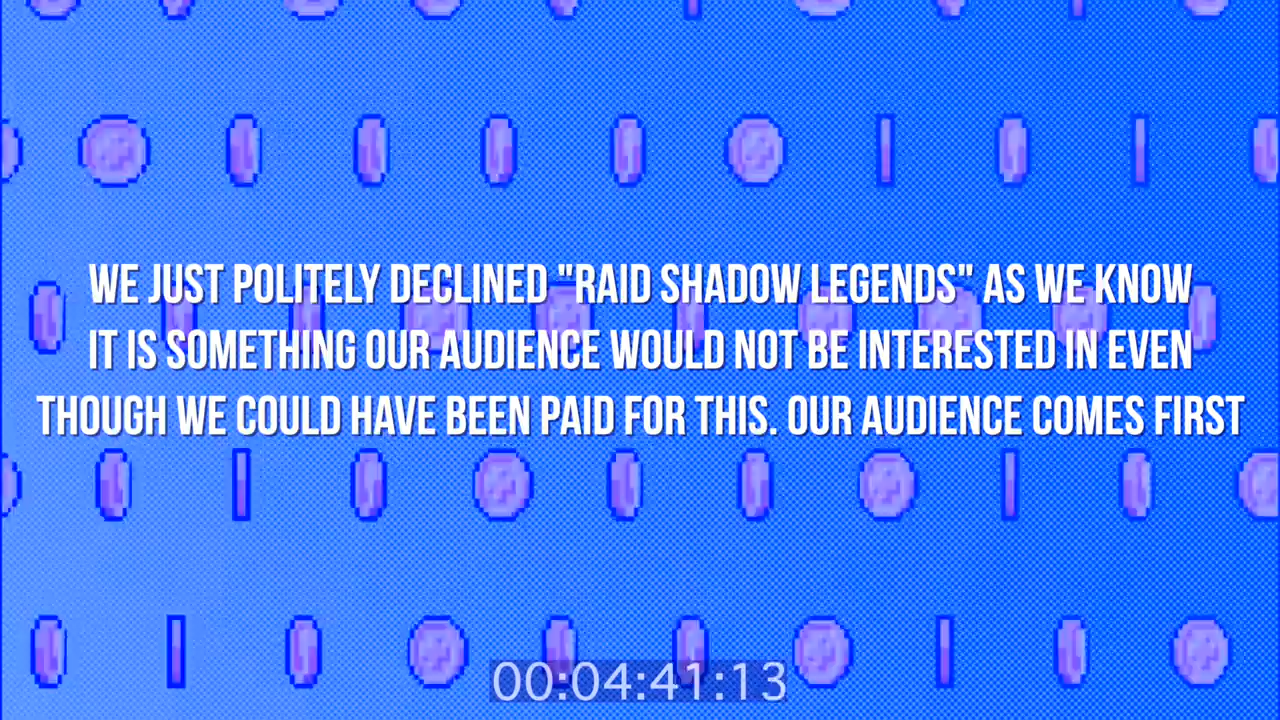 WE JUST POLITELY DECLINED "RAID SHADOW LEGENDS" AS WE KNOW
IT IS SOMETHING OUR AUDIENCE WOULD NOT BE INTERESTED IN EVEN
THOUGH WE COULD HAVE BEEN PAID FOR THIS. OUR AUDIENCE COMES FIRST
00:04:41:13